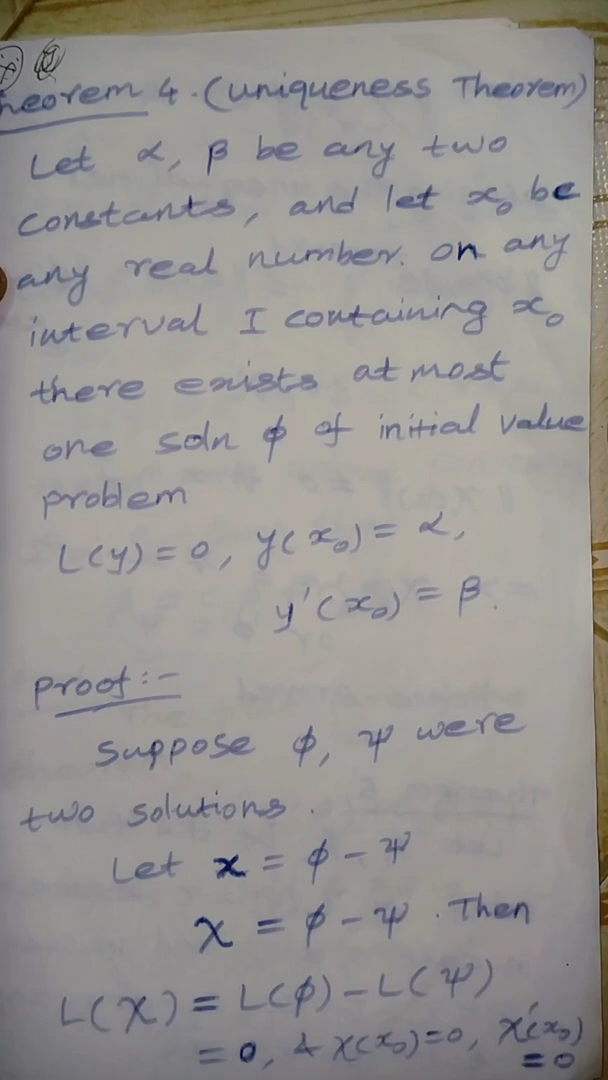 heorem 4. (Uniqueness Theorem)
Let α, β be any two
constants, and let x₀ be
any real number. on any
interval I containing x₀
there exists at most
one soln φ of initial value
problem
L(y) = 0, y(x₀) = α,
y'(x₀) = β.
proof:-
Suppose φ, ψ were
two solutions.
Let x = φ - ψ
χ = φ - ψ. Then
L(χ) = L(φ) - L(ψ)
= 0, & χ(x₀) = 0, χ'(x₀)
= 0